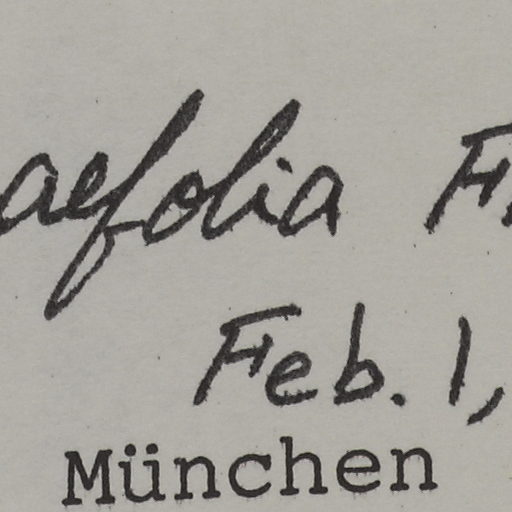 aefolia F
Feb. 1,
München